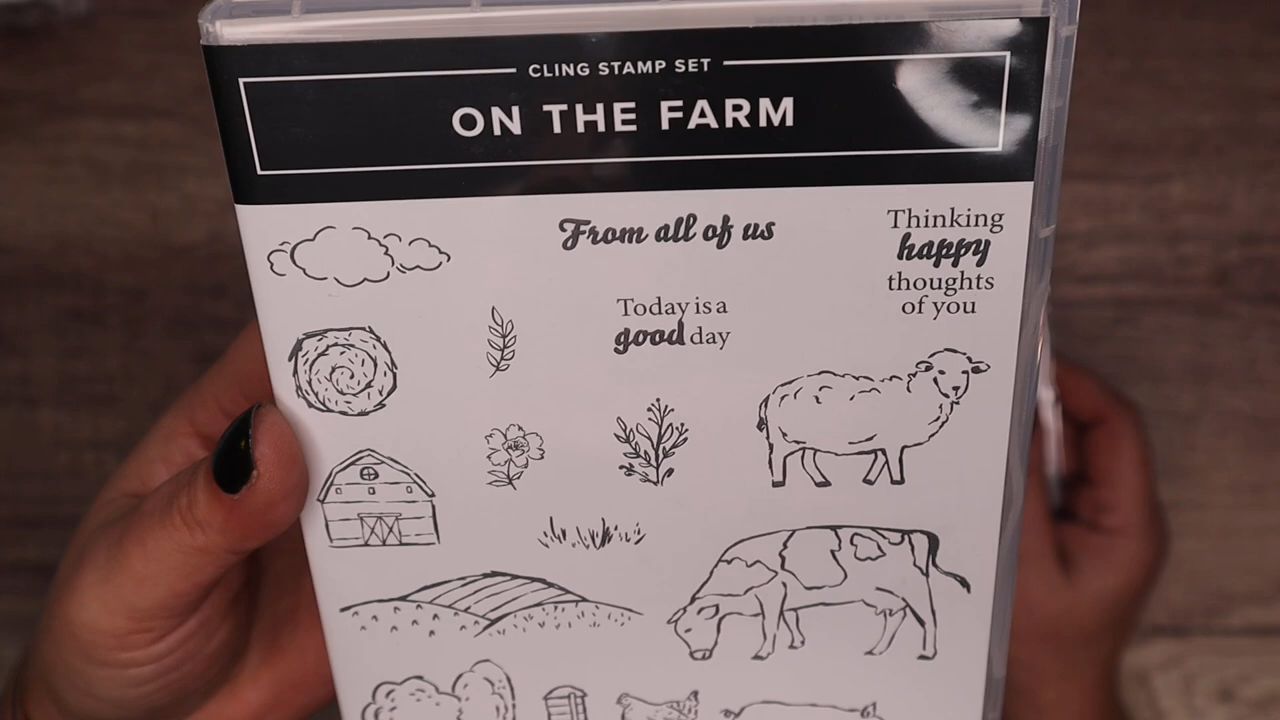 CLING STAMP SET
ON THE FARM
From all of us
Thinking
happy
thoughts
of you
Today is a
good day